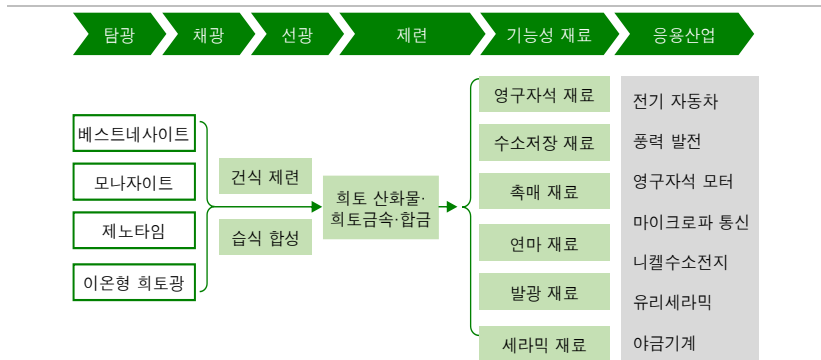 탐광
채광
선광
제련
기능성 재료
응용산업
베스트네사이트
모나자이트
제노타임
이온형 희토광
건식 제련
습식 합성
희토 산화물·
희토금속·합금
영구자석 재료
수소저장 재료
촉매 재료
연마 재료
발광 재료
세라믹 재료
전기 자동차
풍력 발전
영구자석 모터
마이크로파 통신
니켈수소전지
유리세라믹
야금기계